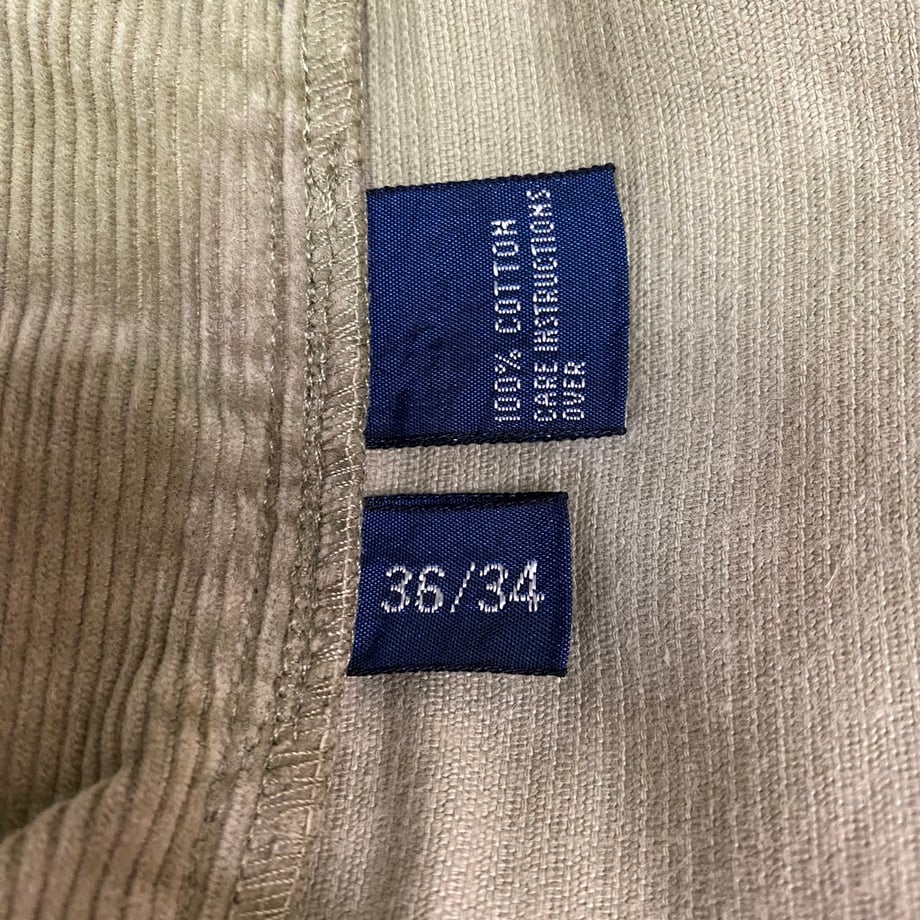 100% COTTON
CARE INSTRUCTIONS
OVER
36/34